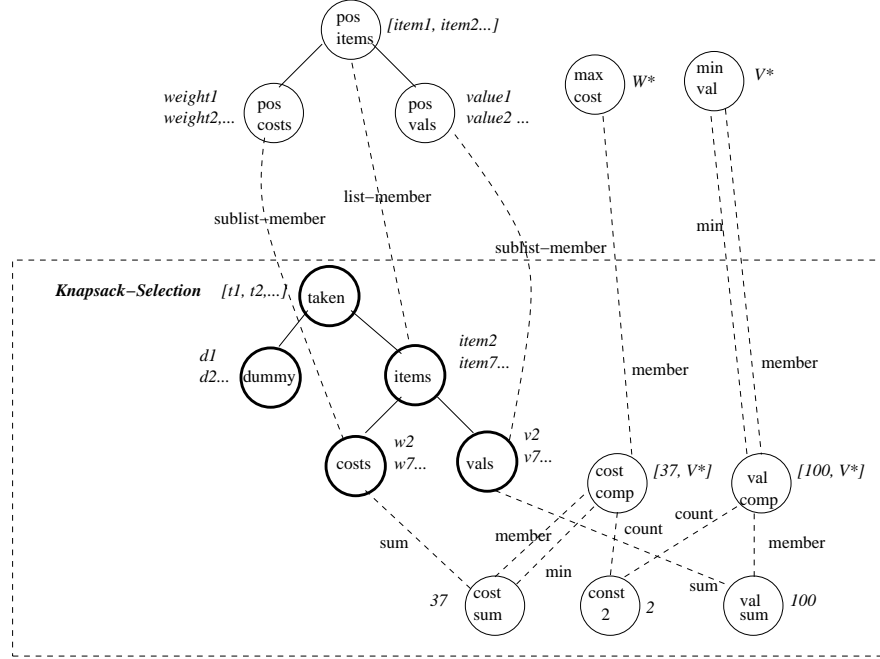 pos
items
[item1, item2...]
max
cost
W*
min
val
V*
weight1
weight2,...
pos
costs
pos
vals
value1
value2 ...
list-member
sublist-member
min
sublist-member
Knapsack-Selection
[t1, t2,...]
taken
d1
d2...
dummy
items
item2
item7...
member
member
costs
w2
w7...
vals
v2
v7...
cost
comp
[37, V*]
val
comp
[100, V*]
sum
member
count
count
member
min
sum
37
cost
sum
const
2
2
val
sum
100